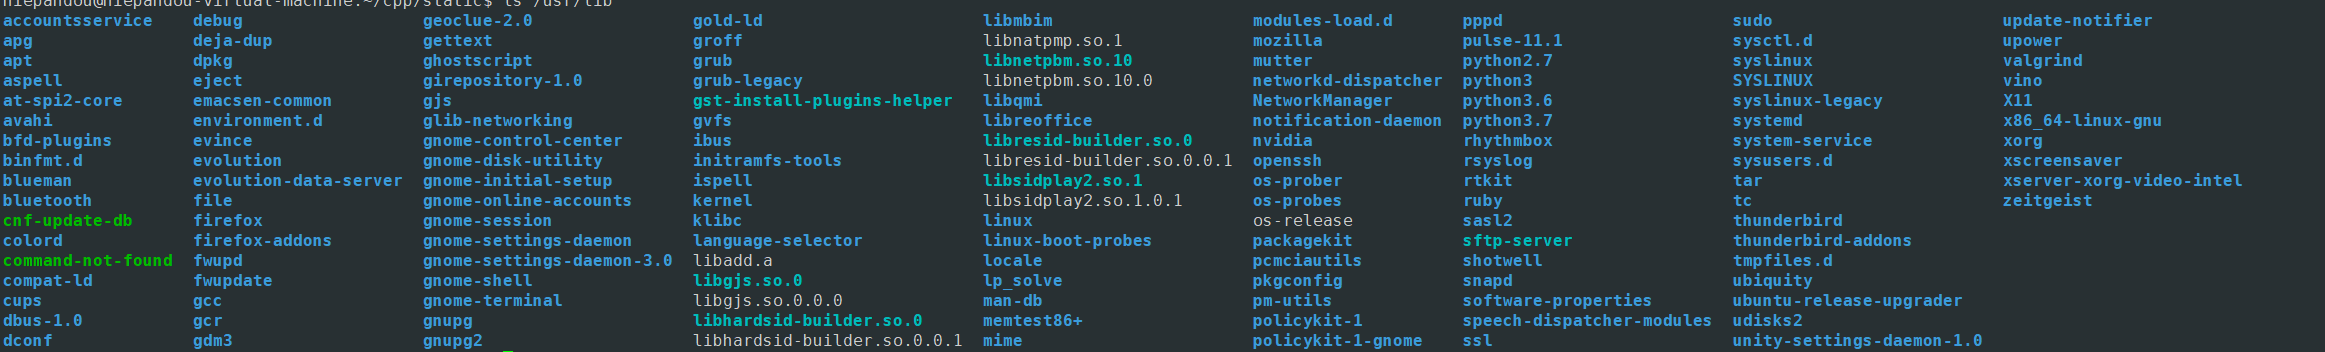 niepandou@niepandou-virtual-machine:~/cpp/static$ ls /usr/lib
accountsservice debug geoclue-2.0 gold-ld libmbim modules-load.d pppd sudo update-notifier
apg deja-dup gettext groff libnatpmp.so.1 mozilla pulse-11.1 sysctl.d upower
apt dpkg ghostscript grub libnetpbm.so.10 mutter python2.7 syslinux valgrind
aspell eject girepository-1.0 grub-legacy libnetpbm.so.10.0 networkd-dispatcher python3 SYSLINUX vino
at-spi2-core emacsen-common gjs gst-install-plugins-helper libqmi NetworkManager python3.6 syslinux-legacy X11
avahi environment.d glib-networking gvfs libreoffice notification-daemon python3.7 systemd x86_64-linux-gnu
bfd-plugins evince gnome-control-center ibus libresid-builder.so.0 nvidia rhythmbox system-service xorg
binfmt.d evolution gnome-disk-utility initramfs-tools libresid-builder.so.0.0.1 openssh rsyslog sysusers.d xscreensaver
blueman evolution-data-server gnome-initial-setup ispell libsidplay2.so.1 os-prober rtkit tar xserver-xorg-video-intel
bluetooth file gnome-online-accounts kernel libsidplay2.so.1.0.1 os-probes ruby tc zeitgeist
cnf-update-db firefox gnome-session klibc linux os-release sasl2 thunderbird
colord firefox-addons gnome-settings-daemon language-selector linux-boot-probes packagekit sftp-server thunderbird-addons
command-not-found fwupd gnome-settings-daemon-3.0 libadd.a locale pcmciautils shotwell tmpfiles.d
compat-ld fwupdate gnome-shell libgjs.so.0 lp_solve pkgconfig snapd ubiquity
cups gcc gnome-terminal libgjs.so.0.0.0 man-db pm-utils software-properties ubuntu-release-upgrader
dbus-1.0 gcr gnupg libhardsid-builder.so.0 memtest86+ policykit-1 speech-dispatcher-modules udisks2
dconf gdm3 gnupg2 libhardsid-builder.so.0.0.1 mime policykit-1-gnome ssl unity-settings-daemon-1.0